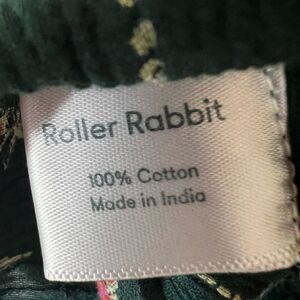 Roller Rabbit
100% Cotton
Made in India